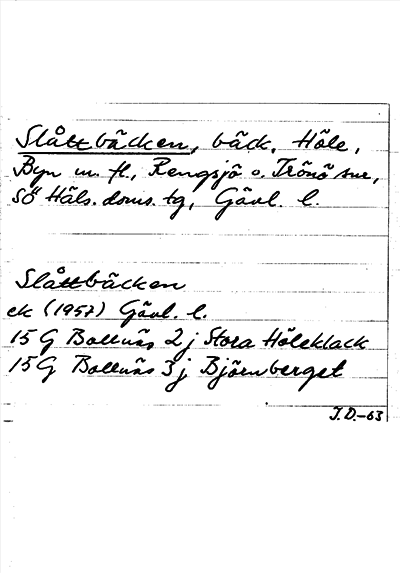 Slåttbäcken, bäck. Höle,
Byn m. fl., Rengsjö o. Trönö snr,
Sö Häls. doms. tg, Gävl. l.
Slåttbäcken
ek (1957) Gävl. l.
15 G Bollnäs 2 j Stora Höleklack
15 G Bollnäs 3 j Björnberget
J.D.-63